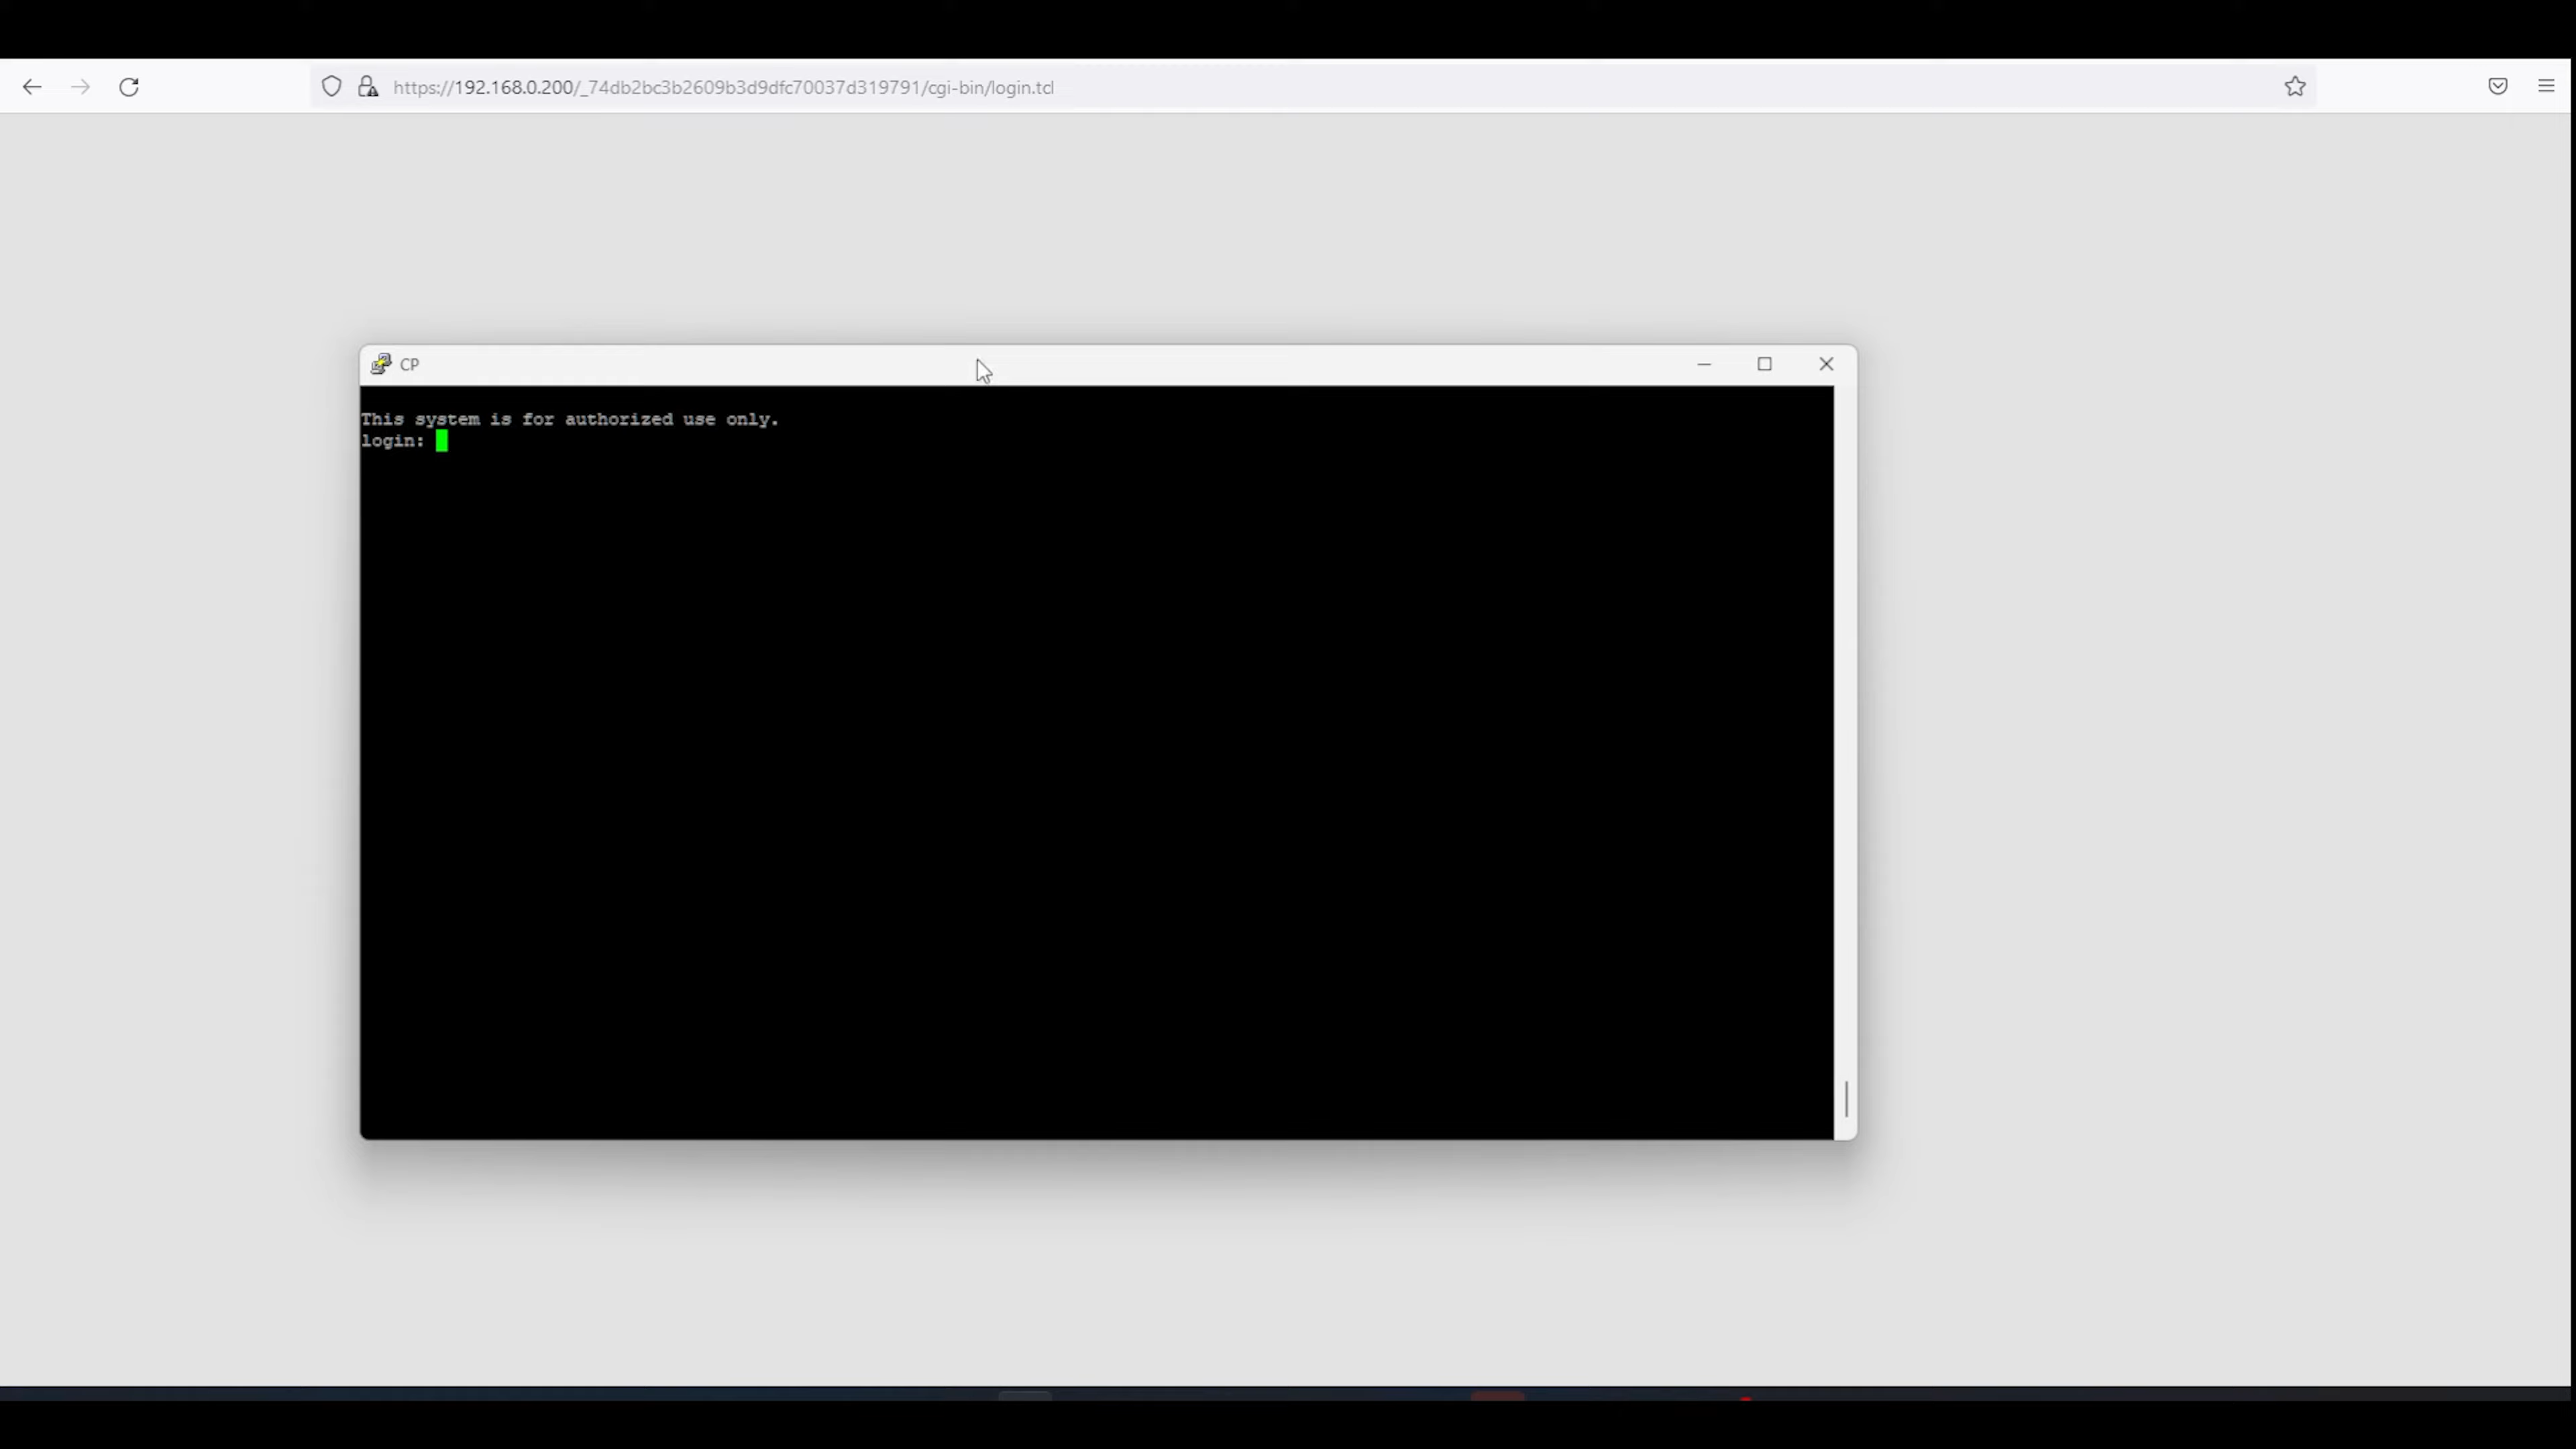 https://192.168.0.200/_74db2bc3b2609b3d9dfc70037d319791/cgi-bin/login.tcl
CP
This system is for authorized use only.
login: